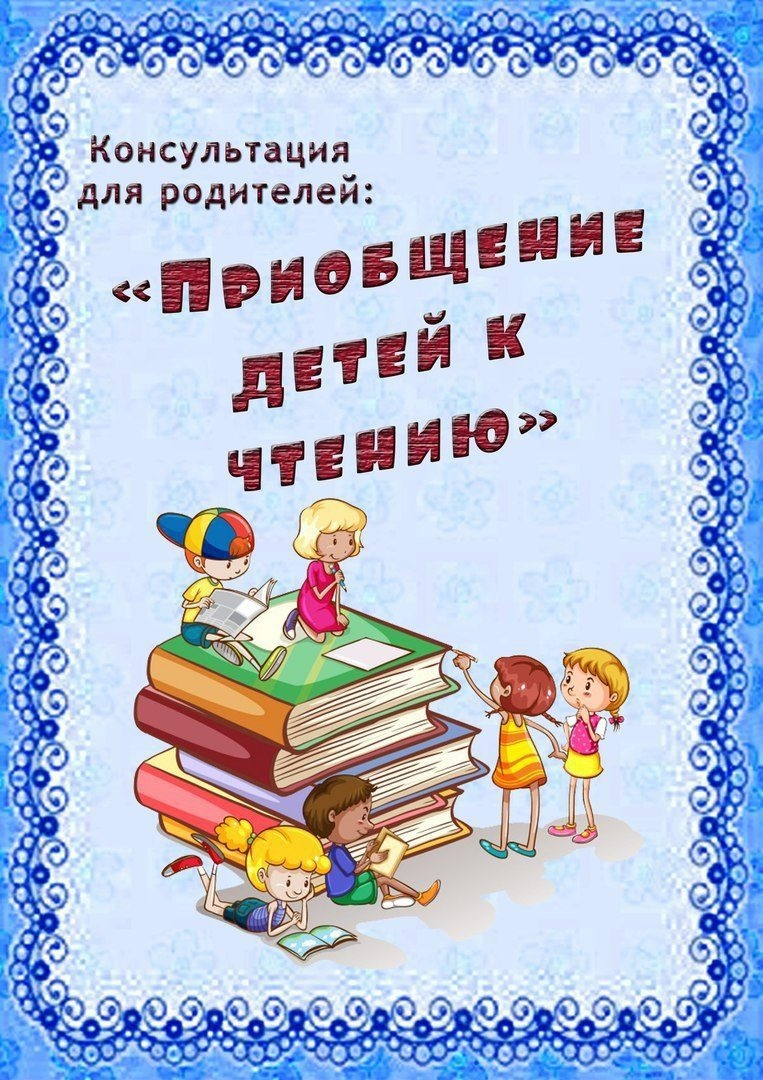 Консультация
для родителей:
«Приобщение
детей к
чтению»